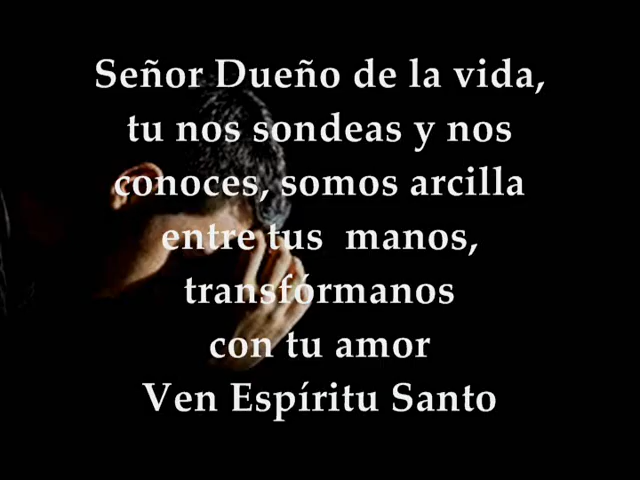 Señor Dueño de la vida,
tu nos sondeas y nos
conoces, somos arcilla
entre tus manos,
transfórmanos
con tu amor
Ven Espíritu Santo